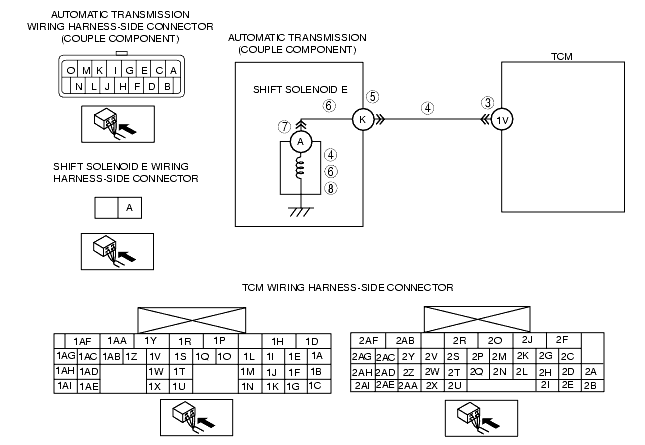 AUTOMATIC TRANSMISSION
WIRING HARNESS-SIDE CONNECTOR
(COUPLE COMPONENT)
O M K I G E C A
N L J H F D B
SHIFT SOLENOID E WIRING
HARNESS-SIDE CONNECTOR
A
AUTOMATIC TRANSMISSION
(COUPLE COMPONENT)
SHIFT SOLENOID E
6
5
K
4
3
1V
7
A
4
6
8
TCM
TCM WIRING HARNESS-SIDE CONNECTOR
1AF 1AA 1Y 1R 1P 1H 1D
1AG 1AC 1AB 1Z 1V 1S 1Q 1O 1L 1I 1E 1A
1AH 1AD 1W 1T 1M 1J 1F 1B
1AI 1AE 1X 1U 1N 1K 1G 1C
2AF 2AB 2R 2O 2J 2F
2AG 2AC 2Y 2V 2S 2P 2M 2K 2G 2C
2AH 2AD 2Z 2W 2T 2Q 2N 2L 2H 2D 2A
2AI 2AE 2AA 2X 2U 2I 2E 2B